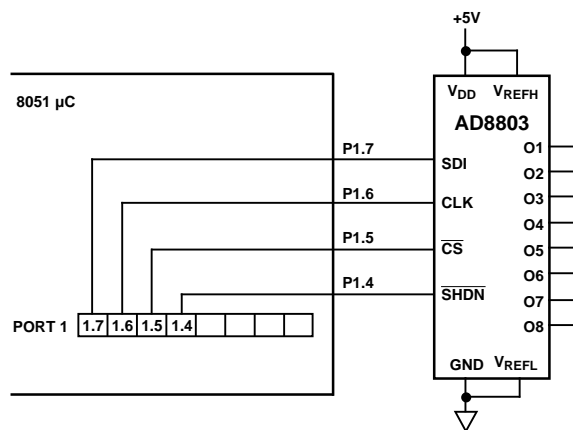 +5V
8051 µC
VDD VREFH
AD8803
P1.7
SDI
P1.6
CLK
P1.5
CS
P1.4
SHDN
O1
O2
O3
O4
O5
O6
O7
O8
PORT 1 1.7 1.6 1.5 1.4
GND VREFL